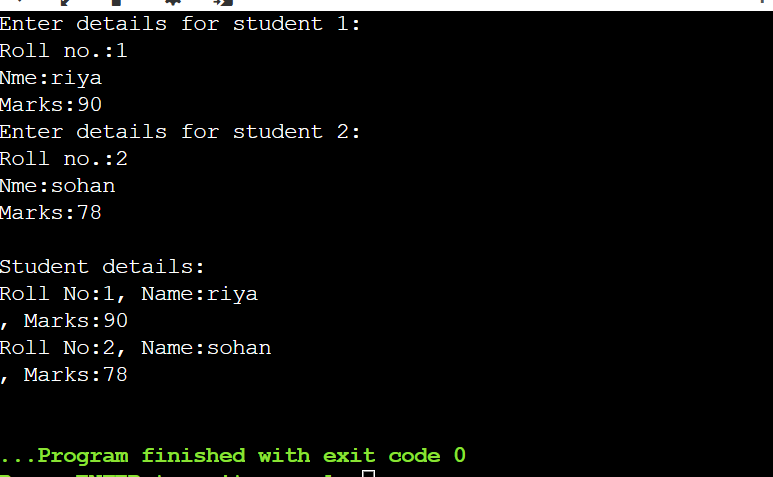 Enter details for student 1:
Roll no.:1
Nme:riya
Marks:90
Enter details for student 2:
Roll no.:2
Nme:sohan
Marks:78

Student details:
Roll No:1, Name:riya
, Marks:90
Roll No:2, Name:sohan
, Marks:78

...Program finished with exit code 0